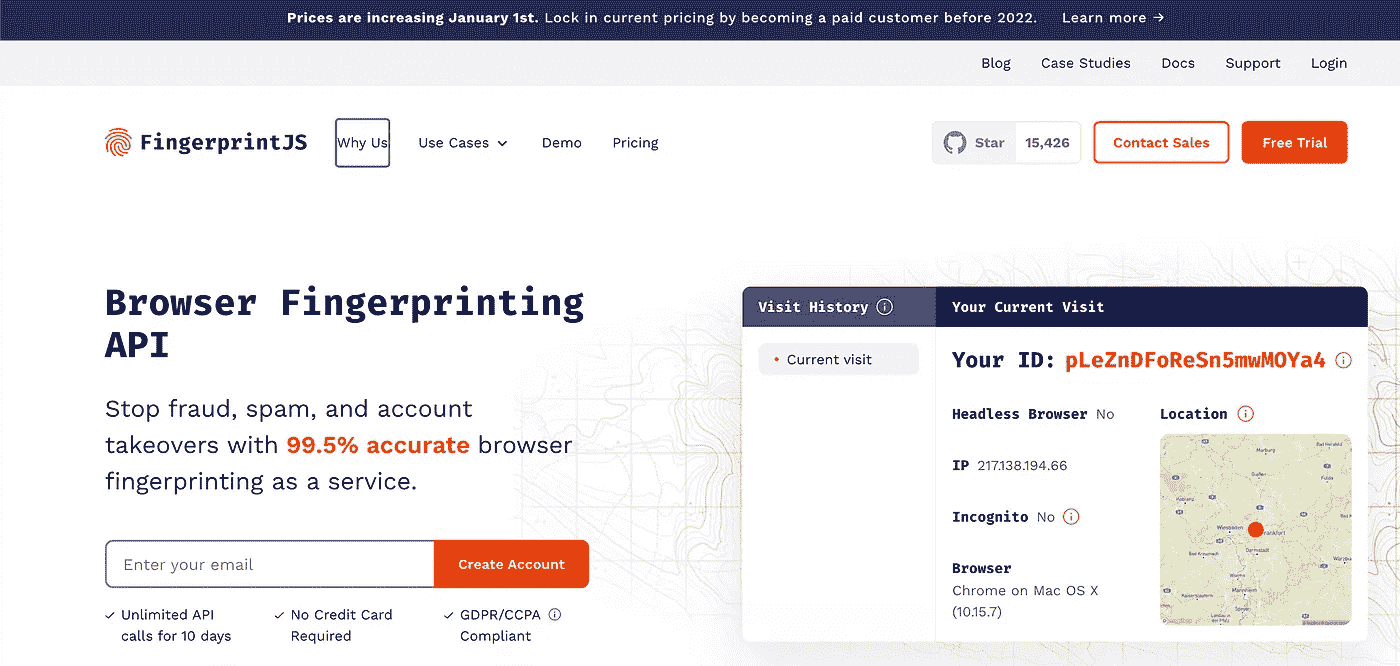 Prices are increasing January 1st. Lock in current pricing by becoming a paid customer before 2022. Learn more →
Blog Case Studies Docs Support Login
FingerprintJS Why Us Use Cases Demo Pricing Star 15,426 Contact Sales Free Trial
Browser Fingerprinting
API
Stop fraud, spam, and account
takeovers with 99.5% accurate browser
fingerprinting as a service.
Enter your email Create Account
✓ Unlimited API
calls for 10 days
✓ No Credit Card
Required
✓ GDPR/CCPA
Compliant
Visit History
Current visit
Your Current Visit
Your ID: pLeZnDFoReSn5mwMOYa4
Headless Browser No
IP 217.138.194.66
Incognito No
Browser
Chrome on Mac OS X
(10.15.7)
Location
Marburg
Gießen
Fulda
Koblenz
Wiesbaden
Darmstadt
Worms
Mannheim
Kaiserslautern
Speyer